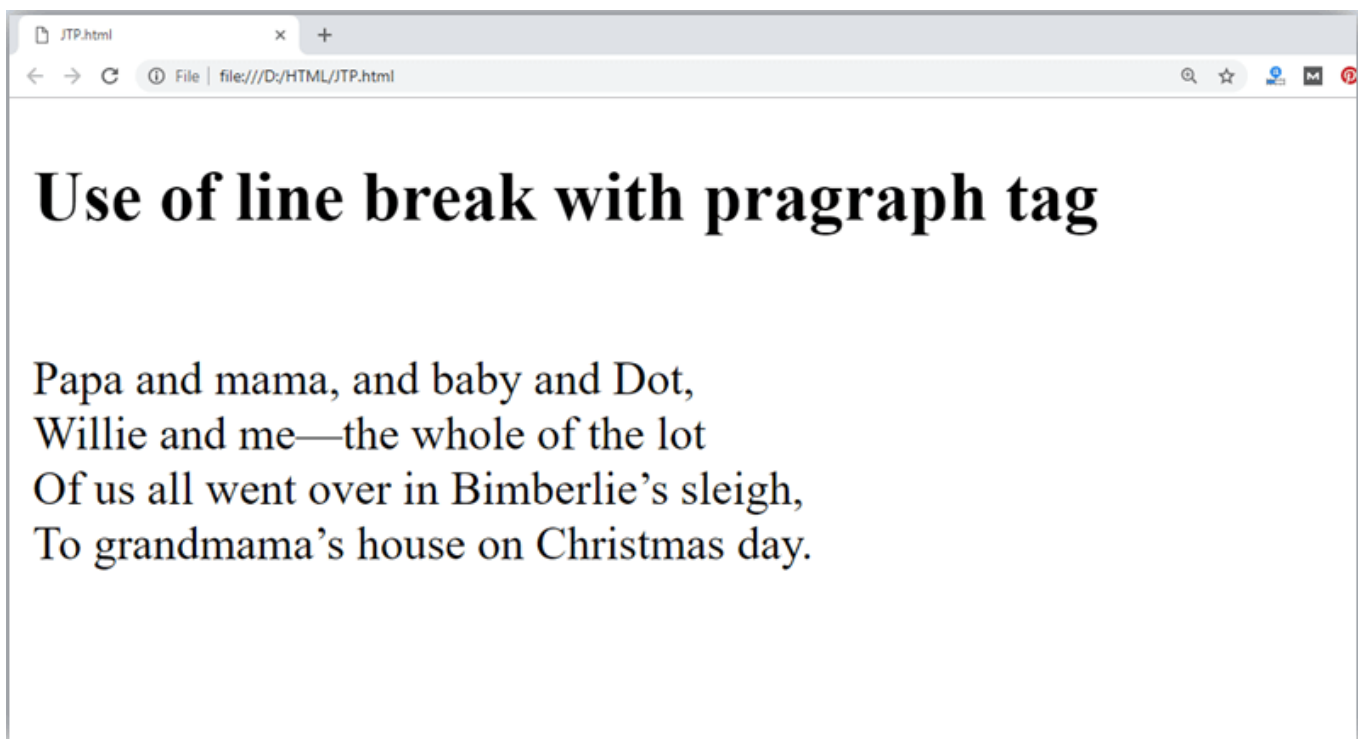 JTP.html
File
file:///D:/HTML/JTP.html
Use of line break with pragraph tag
Papa and mama, and baby and Dot,
Willie and me—the whole of the lot
Of us all went over in Bimberlie’s sleigh,
To grandmama’s house on Christmas day.